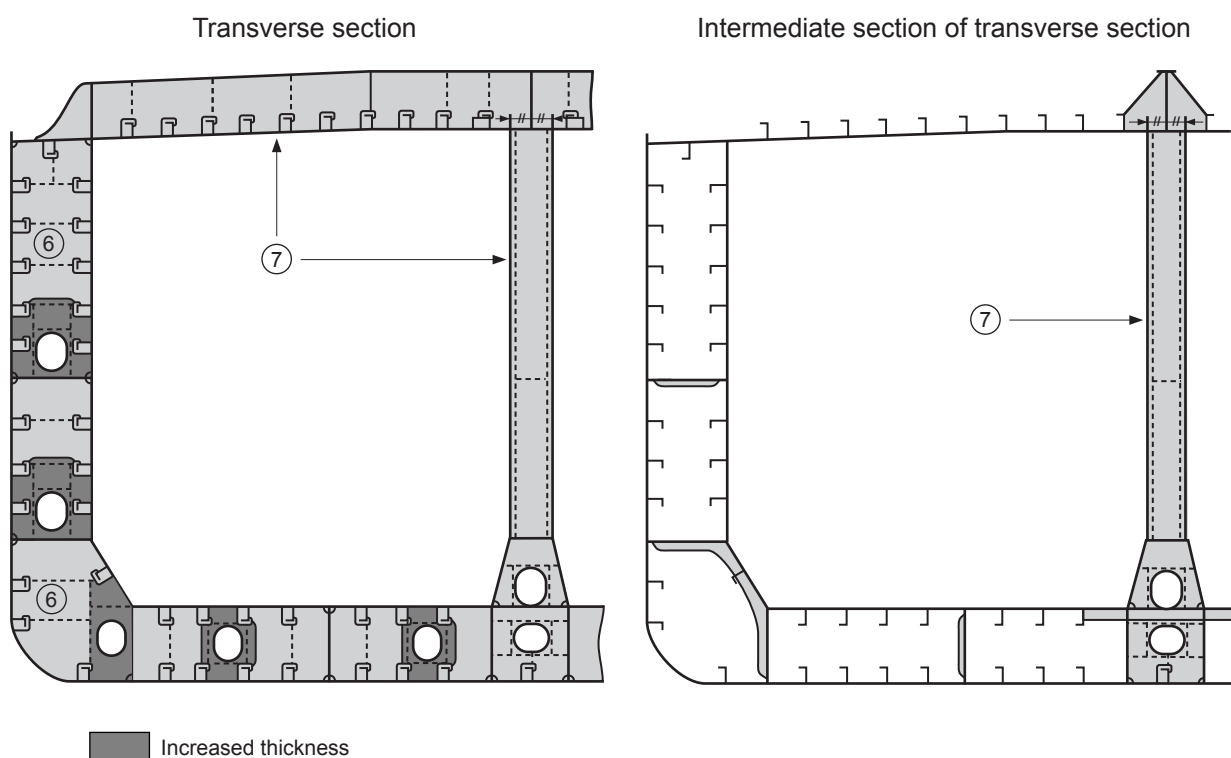 Transverse section
Intermediate section of transverse section
6
7
7
6
Increased thickness